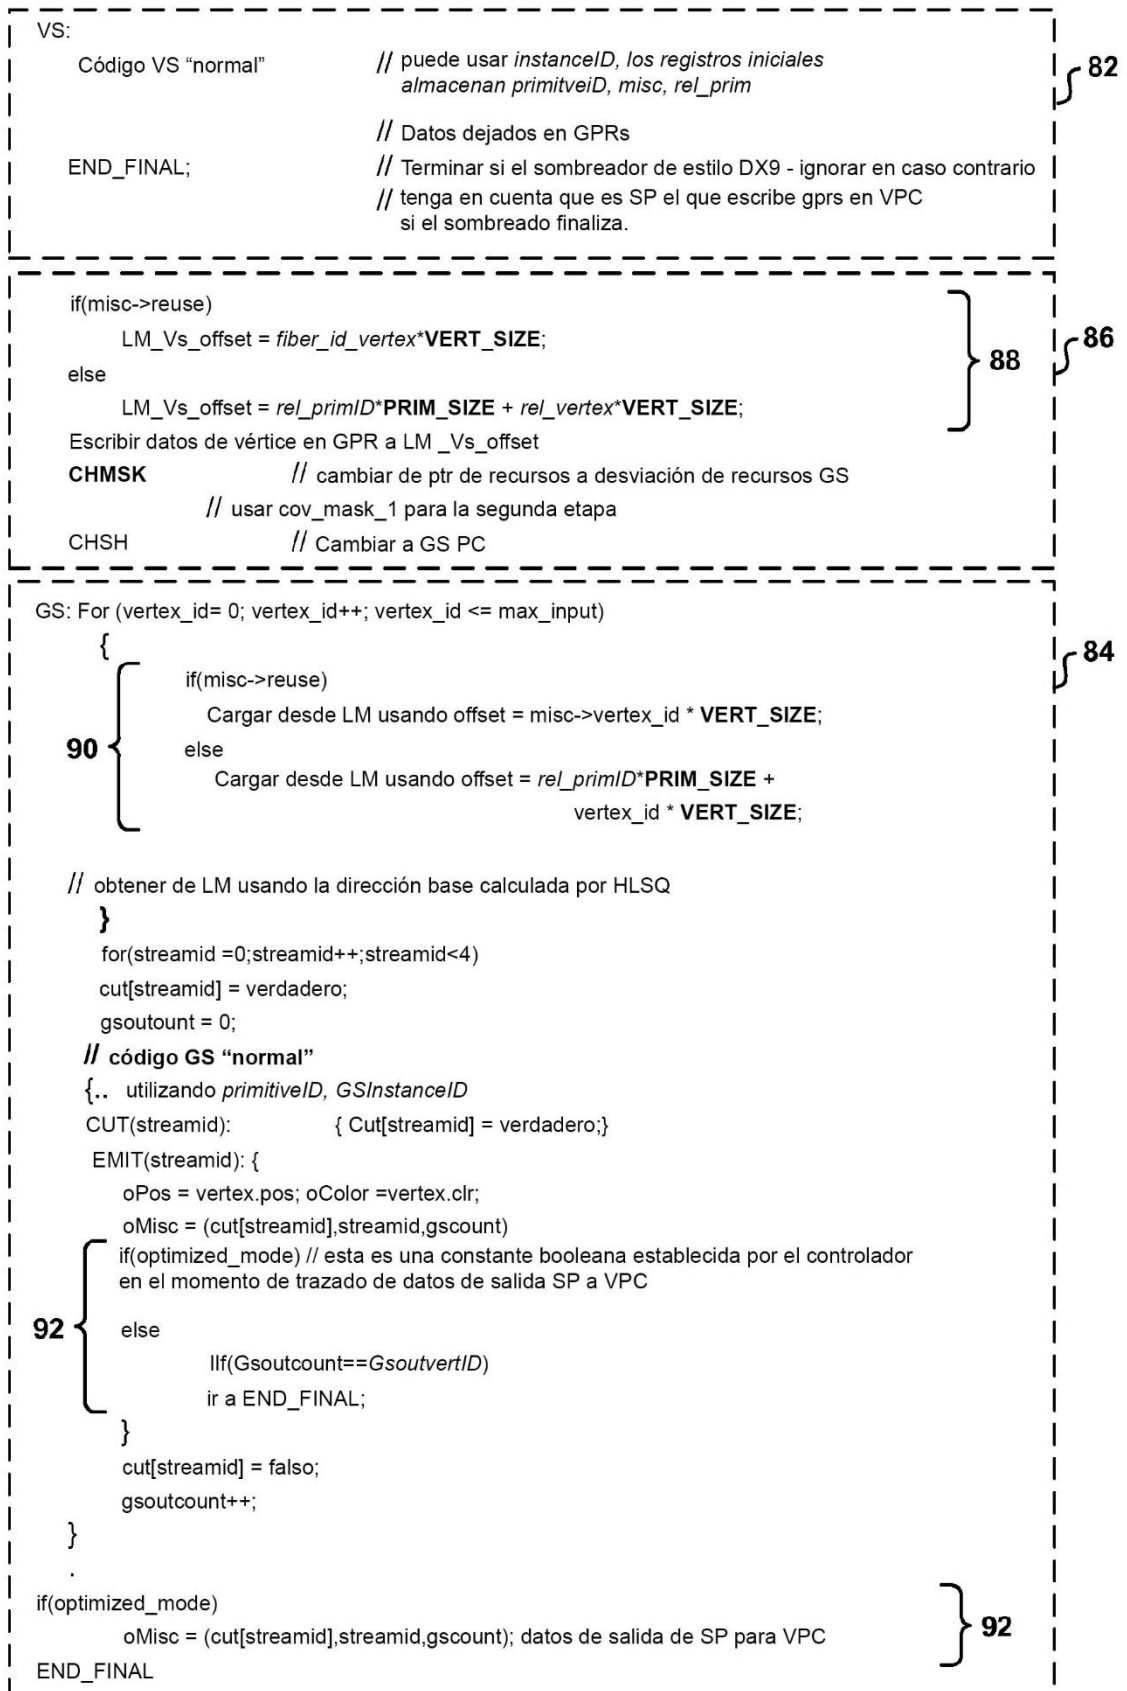 VS:
Código VS “normal” // puede usar instanceID, los registros iniciales
almacenan primitveiD, misc, rel_prim
82
// Datos dejados en GPRs
END_FINAL; // Terminar si el sombreador de estilo DX9 - ignorar en caso contrario
// tenga en cuenta que es SP el que escribe gprs en VPC
si el sombreado finaliza.
if(misc->reuse)
LM_Vs_offset = fiber_id_vertex*VERT_SIZE;
86
88
else
LM_Vs_offset = rel_primID*PRIM_SIZE + rel_vertex*VERT_SIZE;
Escribir datos de vértice en GPR a LM _Vs_offset
CHMSK // cambiar de ptr de recursos a desviación de recursos GS
// usar cov_mask_1 para la segunda etapa
CHSH // Cambiar a GS PC
GS: For (vertex_id= 0; vertex_id++; vertex_id <= max_input)
{
84
if(misc->reuse)
Cargar desde LM usando offset = misc->vertex_id * VERT_SIZE;
90
else
Cargar desde LM usando offset = rel_primID*PRIM_SIZE +
vertex_id * VERT_SIZE;
// obtener de LM usando la dirección base calculada por HLSQ
}
for(streamid =0;streamid++;streamid<4)
cut[streamid] = verdadero;
gsoutount = 0;
// código GS “normal”
{.. utilizando primitiveID, GSInstanceID
CUT(streamid): { Cut[streamid] = verdadero;}
EMIT(streamid): {
oPos = vertex.pos; oColor =vertex.clr;
oMisc = (cut[streamid],streamid,gscount)
if(optimized_mode) // esta es una constante booleana establecida por el controlador
en el momento de trazado de datos de salida SP a VPC
92
else
IIf(Gsoutcount==GsoutvertID)
ir a END_FINAL;
}
cut[streamid] = falso;
gsoutcount++;
}
.
if(optimized_mode)
oMisc = (cut[streamid],streamid,gscount); datos de salida de SP para VPC
92
END_FINAL